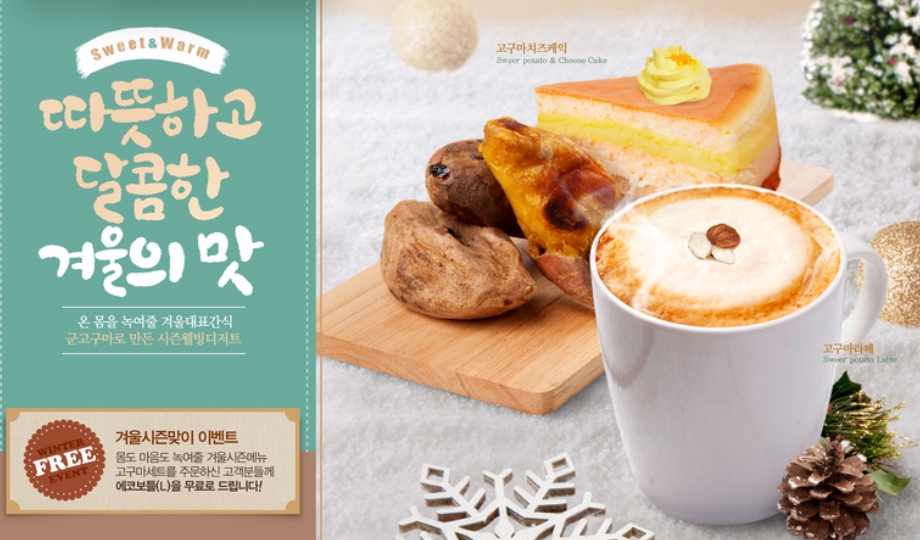 Sweet&Warm
따뜻하고
달콤한
겨울의 맛
온 몸을 녹여줄 겨울대표간식
군고구마로 만든 시즌웰빙디저트
WINTER
FREE
EVENT
겨울시즌맞이 이벤트
몸도 마음도 녹여줄 겨울시즌메뉴
고구마세트를 주문하신 고객분들께
에코보틀(L)을 무료로 드립니다!
고구마치즈케익
Sweer potato & Cheese Cake
고구마라떼
Sweer potato Latte